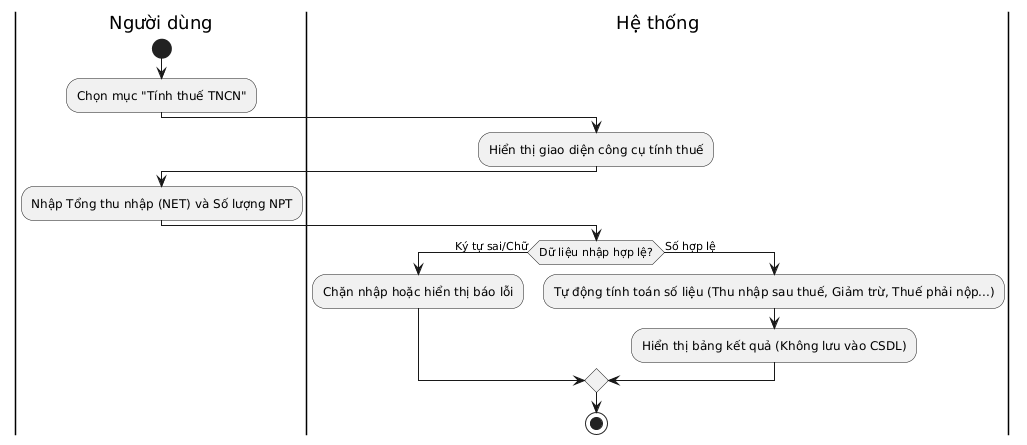 Người dùng
Hệ thống
Chọn mục "Tính thuế TNCN"
Hiển thị giao diện công cụ tính thuế
Nhập Tổng thu nhập (NET) và Số lượng NPT
Ký tự sai/Chữ
Dữ liệu nhập hợp lệ?
Số hợp lệ
Chặn nhập hoặc hiển thị báo lỗi
Tự động tính toán số liệu (Thu nhập sau thuế, Giảm trừ, Thuế phải nộp...)
Hiển thị bảng kết quả (Không lưu vào CSDL)